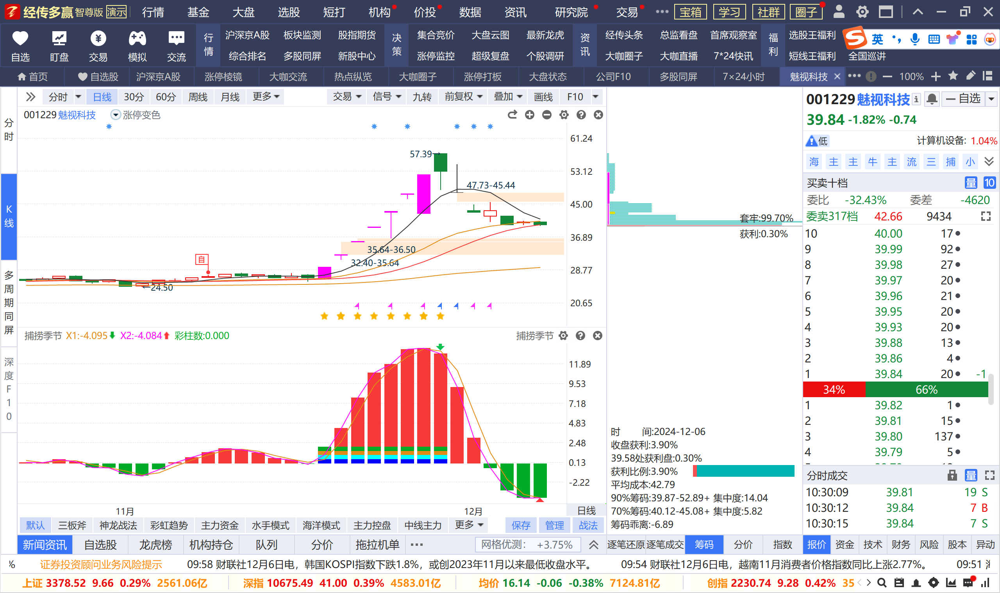 经传多赢 智尊版 演示 行情 基金 大盘 选股 短打 机构 价投 数据 资讯 研究院 交易 宝箱 学习 社群 圈子
自选 盯盘 交易 模拟 交流
行情 沪深京A股 板块监测 股指期货 决策 集合竞价 大盘云图 最新龙虎 资讯 经传头条 总监看盘 首席观察室 福利 选股王福利 英
综合排名 多股同屏 新股中心 涨停监控 超级复盘 个股调研 大咖圈子 大咖直播 7*24快讯 短线王福利 全国巡讲
首页 自选股 沪深京A股 涨停棱镜 大咖交流 热点纵览 大咖圈子 涨停打板 大盘状态 公司F10 多股同屏 7×24小时 魅视科技 100%
分时
K线
多周期同屏
深度F10
分时 日线 30分 60分 周线 月线 更多 交易 信号 九转 前复权 叠加 画线 F10
001229 魅视科技 涨停变色
61.24
57.39→
53.12
47.73-45.44
45.00
36.89
35.64-36.50
32.40-35.64
自
28.77
←24.50
20.65
捕捞季节 X1:-4.095 X2:-4.084 彩柱数:0.000 捕捞季节
11.89
9.53
7.18
4.83
2.48
0.13
-2.22
11月 12月 日线
默认 三板斧 神龙战法 彩虹趋势 主力资金 水手模式 海洋模式 主力控盘 中线主力 更多 保存 管理 战法
新闻资讯 自选股 龙虎榜 机构持仓 队列 分价 拖拉机单 网格优测： +3.75%
套牢:99.70%
获利:0.30%
时 间:2024-12-06
收盘获利:3.90%
39.58处获利盘:0.30%
获利比例:3.90%
平均成本:42.79
90%筹码:39.87-52.89+ 集中度:14.04
70%筹码:40.12-45.08+ 集中度:5.82
筹码乖离:-6.89
逐笔还原 逐笔成交 筹码 分价 指数
001229 魅视科技 自选
39.84 -1.82% -0.74
低 计算机设备: 1.04%
海 主 主 牛 主 流 三 捕 小
买卖十档 量 10
委比 -32.43% 委差 -4620
委卖317档 42.66 9434
10 40.00 17
9 39.99 92
8 39.98 27
7 39.97 20
6 39.96 21
5 39.95 20
4 39.93 20
3 39.88 13
2 39.86 4
1 39.84 20 -1
34% 66%
1 39.82 1
2 39.81 15
3 39.80 137
4 39.79 5
分时成交 量
10:30:09 39.81 19 S
10:30:12 39.84 7 B
10:30:15 39.84 7 S
报价 资金 技术 财务 风险 股本 异动
% 证券投资顾问业务风险提示 09:58 财联社12月6日电，韩国KOSPI指数下跌1.8%，或创2023年11月以来最低收盘水平。 09:54 财联社12月6日电，越南11月消费者价格指数同比上涨2.77%。 09:51
上证 3378.52 9.66 0.29% 2561.06亿 深指 10675.49 41.00 0.39% 4583.01亿 均价 16.14 -0.06 -0.38% 7124.81亿 创指 2230.74 9.28 0.42% 35